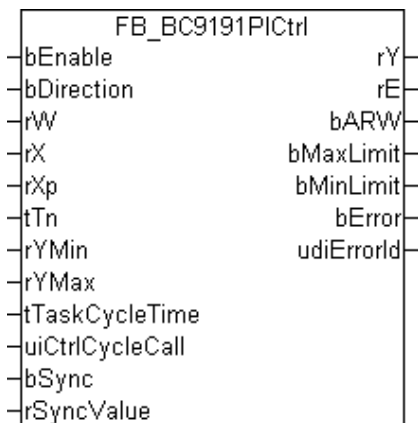 FB_BC9191PICtrl
bEnable rY
bDirection rE
rW bARW
rX bMaxLimit
rXp bMinLimit
tTn bError
rYMin udiErrorId
rYMax
tTaskCycleTime
uiCtrlCycleCall
bSync
rSyncValue